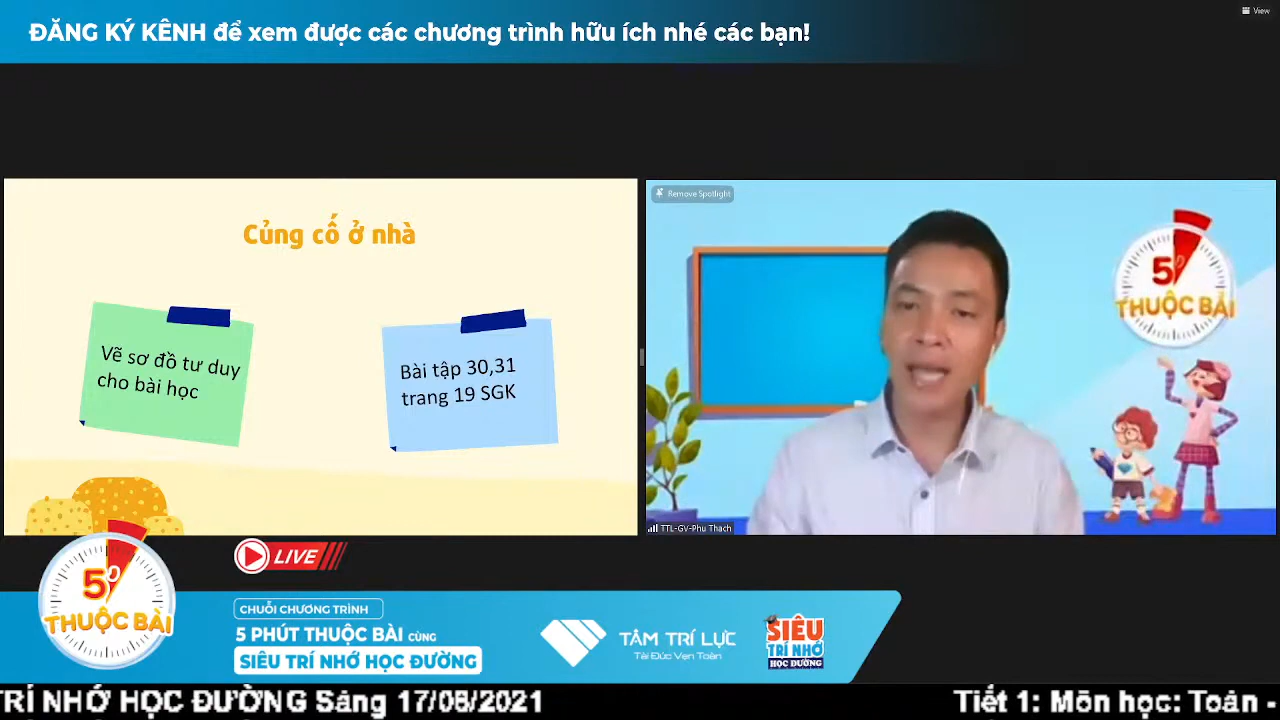 ĐĂNG KÝ KÊNH để xem được các chương trình hữu ích nhé các bạn!
View
Củng cố ở nhà
Vẽ sơ đồ tư duy
cho bài học
Bài tập 30,31
trang 19 SGK
Remove Spotlight
5'
THUỘC BÀI
TTL-GV-Phu Thach
LIVE
5'
THUỘC BÀI
CHUỖI CHƯƠNG TRÌNH
5 PHÚT THUỘC BÀI CÙNG
SIÊU TRÍ NHỚ HỌC ĐƯỜNG
TÂM TRÍ LỰC
Tài Đức Vẹn Toàn
SIÊU
TRÍ NHỚ
HỌC ĐƯỜNG
TRÍ NHỚ HỌC ĐƯỜNG Sáng 17/08/2021
Tiết 1: Môn học: Toán -